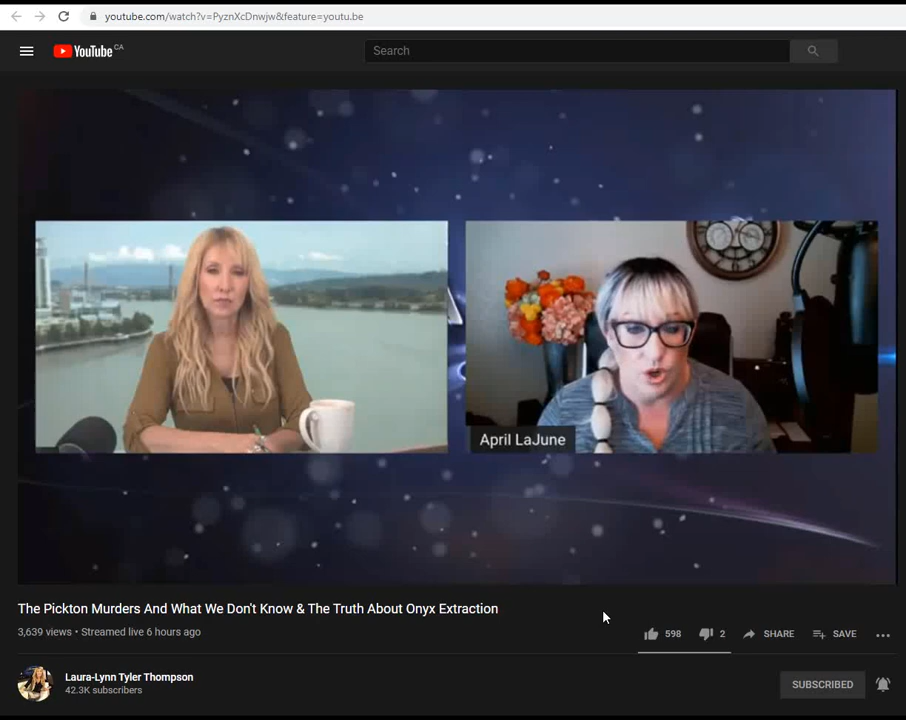 youtube.com/watch?v=PyznXcDnwjw&feature=youtu.be
YouTube CA
Search
April LaJune
The Pickton Murders And What We Don't Know & The Truth About Onyx Extraction
3,639 views • Streamed live 6 hours ago
598 2 SHARE SAVE
Laura-Lynn Tyler Thompson
42.3K subscribers
SUBSCRIBED